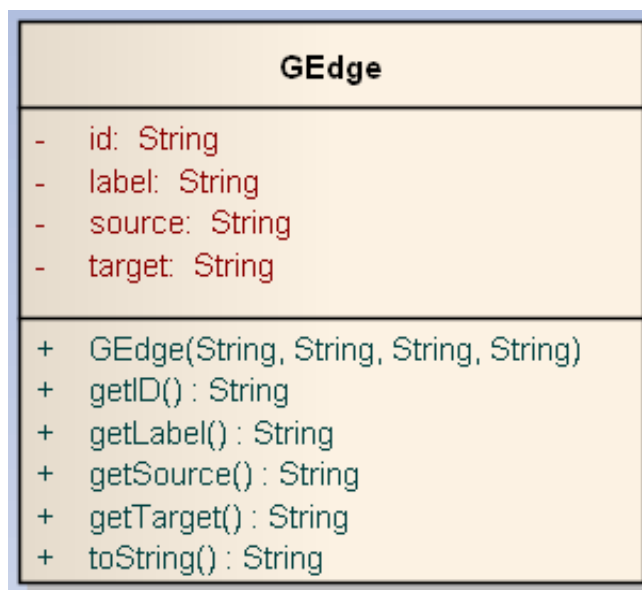 GEdge
- id: String
- label: String
- source: String
- target: String
+ GEdge(String, String, String, String)
+ getID() : String
+ getLabel() : String
+ getSource() : String
+ getTarget() : String
+ toString() : String